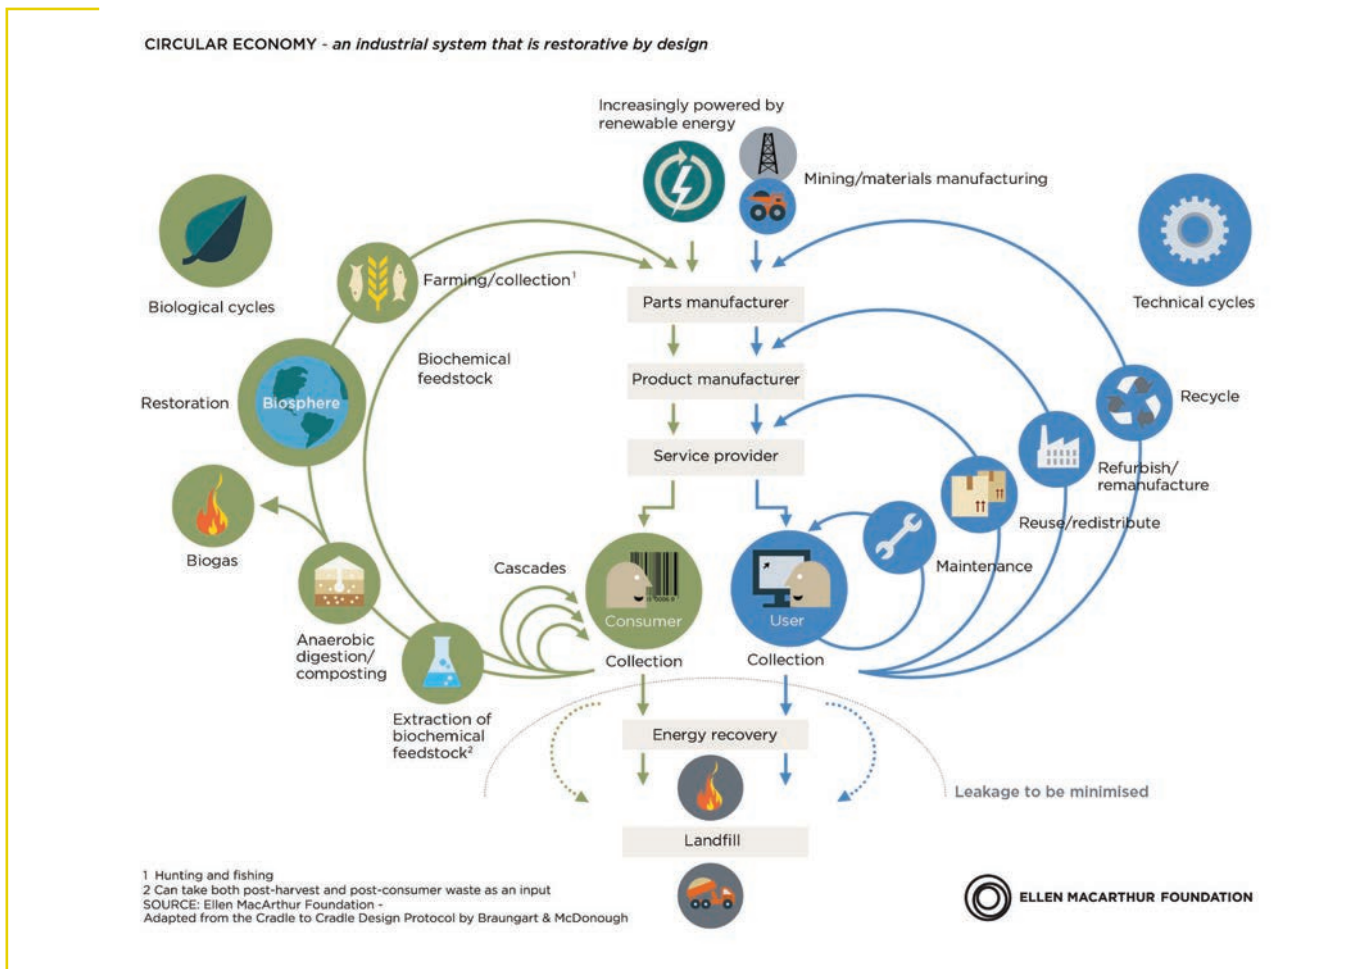 CIRCULAR ECONOMY - an industrial system that is restorative by design
Increasingly powered by
renewable energy
Mining/materials manufacturing
Biological cycles
Farming/collection¹
Parts manufacturer
Technical cycles
Biochemical
feedstock
Product manufacturer
Restoration
Biosphere
Recycle
Service provider
Refurbish/
remanufacture
Reuse/redistribute
Biogas
Cascades
Maintenance
Consumer
User
Anaerobic
digestion/
composting
Collection
Collection
Extraction of
biochemical
feedstock²
Energy recovery
Leakage to be minimised
Landfill
1 Hunting and fishing
2 Can take both post-harvest and post-consumer waste as an input
SOURCE: Ellen MacArthur Foundation -
Adapted from the Cradle to Cradle Design Protocol by Braungart & McDonough
ELLEN MACARTHUR FOUNDATION